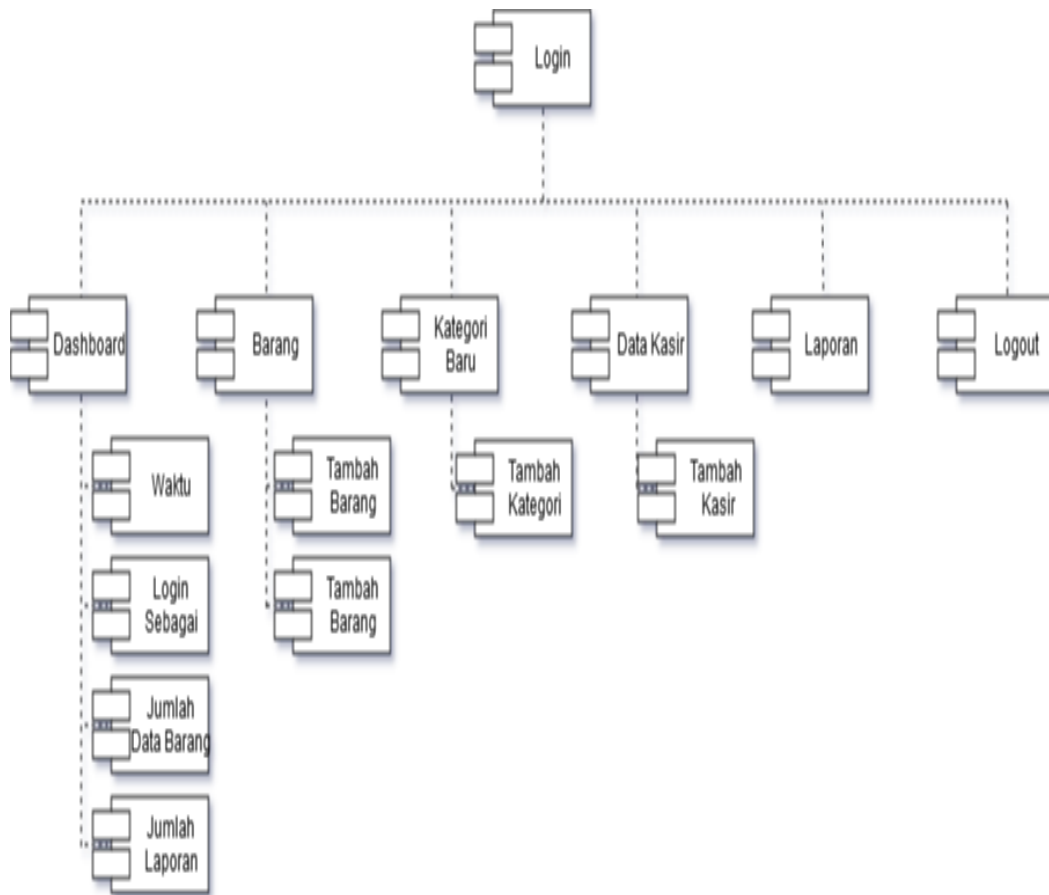 Login
Dashboard
Barang
Kategori
Baru
Data Kasir
Laporan
Logout
Waktu
Login
Sebagai
Jumlah
Data Barang
Jumlah
Laporan
Tambah
Barang
Tambah
Barang
Tambah
Kategori
Tambah
Kasir